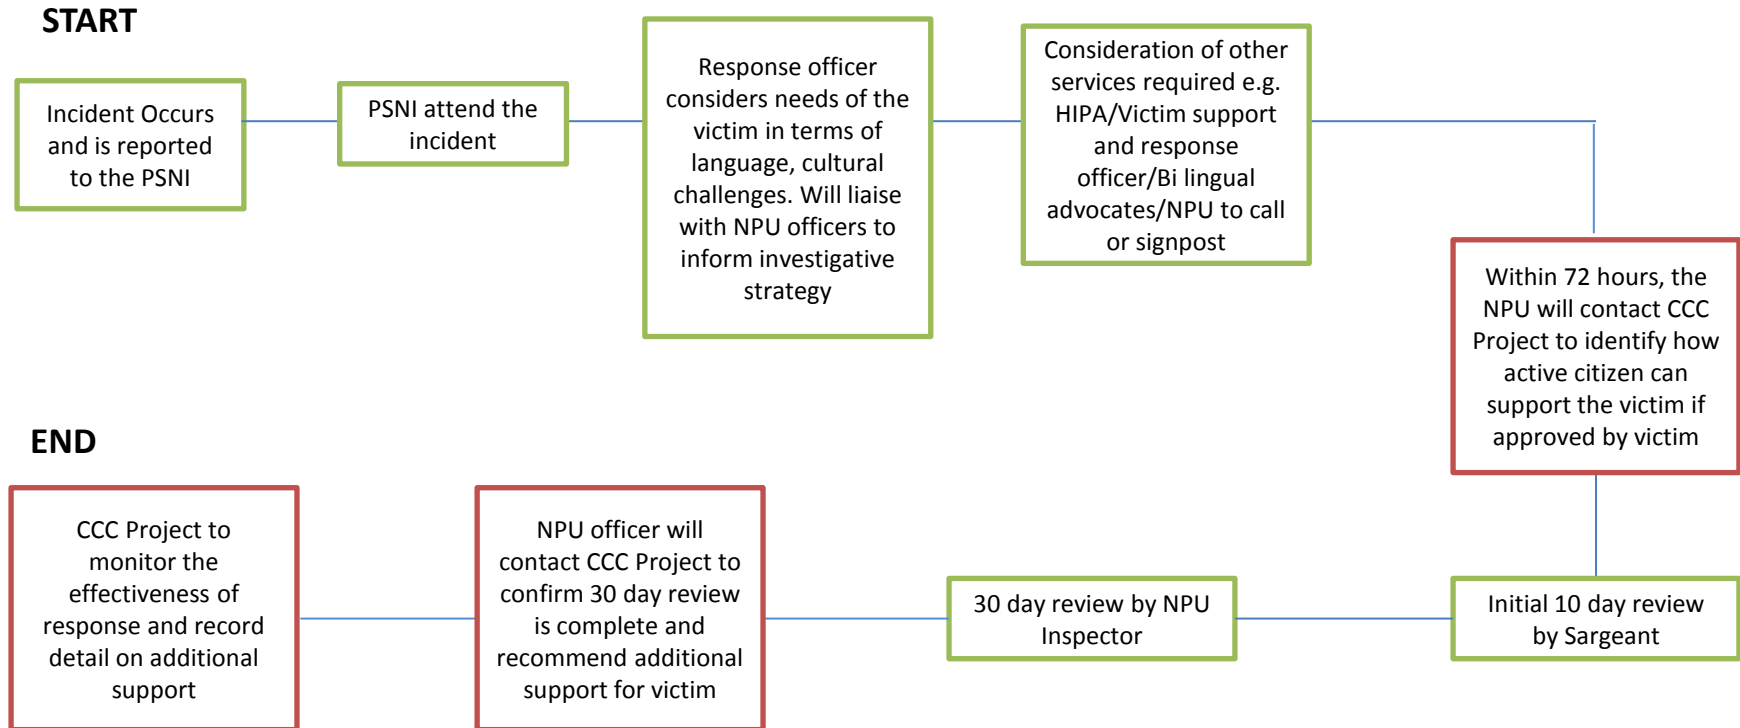 START
Incident Occurs
and is reported
to the PSNI
PSNI attend the
incident
Response officer
considers needs of the
victim in terms of
language, cultural
challenges. Will liaise
with NPU officers to
inform investigative
strategy
Consideration of other
services required e.g.
HIPA/Victim support
and response
officer/Bi lingual
advocates/NPU to call
or signpost
Within 72 hours, the
NPU will contact CCC
Project to identify how
active citizen can
support the victim if
approved by victim
Initial 10 day review
by Sargeant
30 day review by NPU
Inspector
NPU officer will
contact CCC Project to
confirm 30 day review
is complete and
recommend additional
support for victim
END
CCC Project to
monitor the
effectiveness of
response and record
detail on additional
support